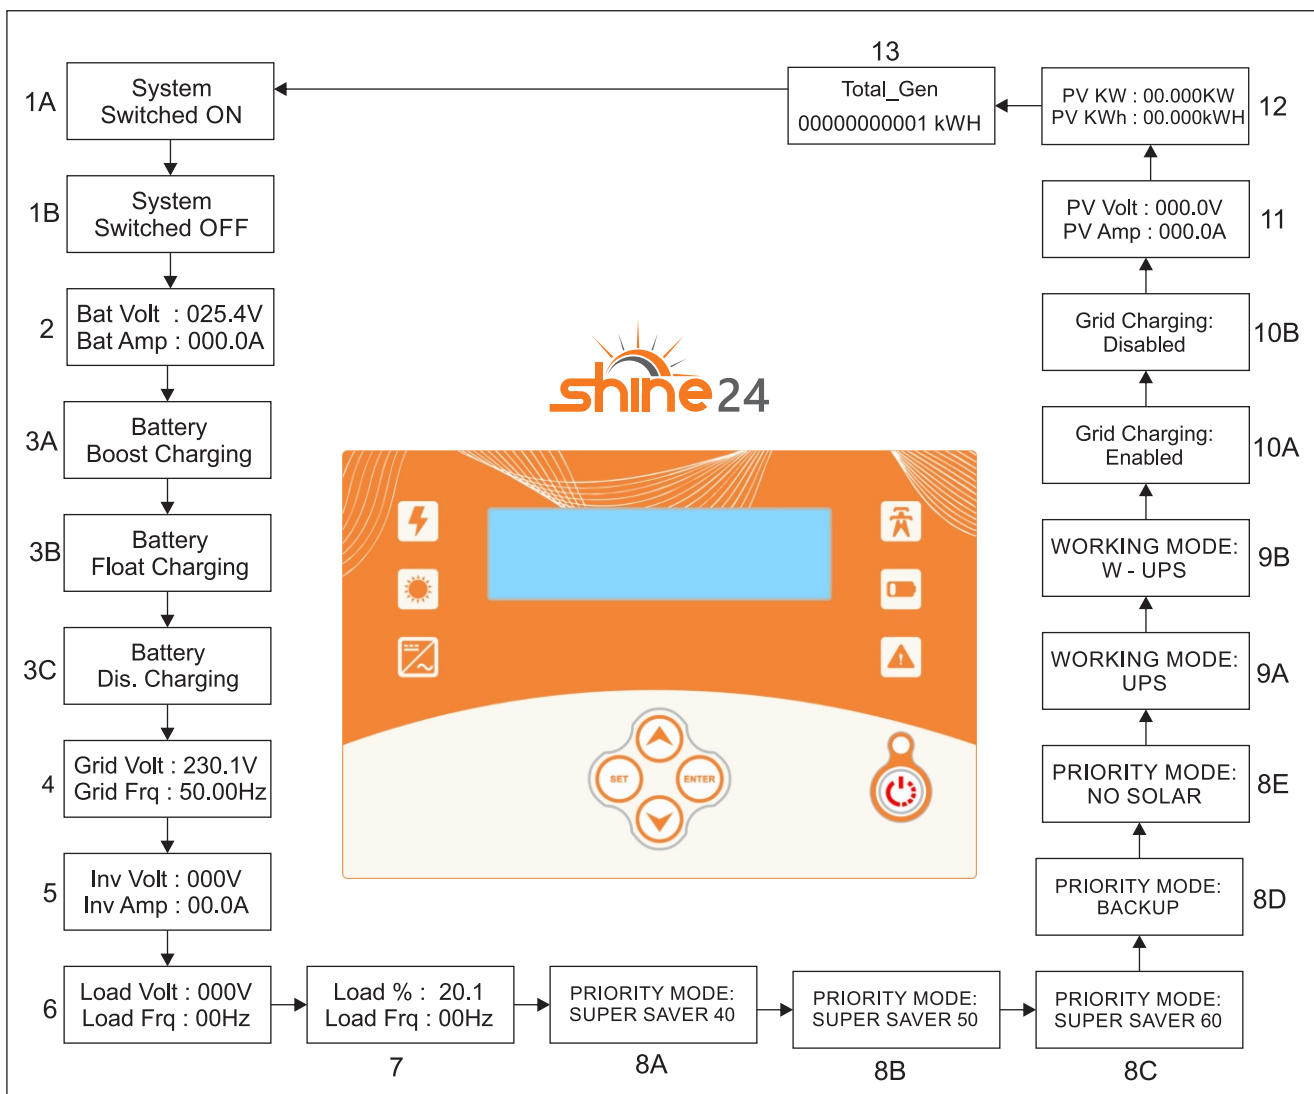 1A
System
Switched ON
1B
System
Switched OFF
2
Bat Volt : 025.4V
Bat Amp : 000.0A
3A
Battery
Boost Charging
3B
Battery
Float Charging
3C
Battery
Dis. Charging
4
Grid Volt : 230.1V
Grid Frq : 50.00Hz
5
Inv Volt : 000V
Inv Amp : 00.0A
6
Load Volt : 000V
Load Frq : 00Hz
Load % : 20.1
Load Frq : 00Hz
7
PRIORITY MODE:
SUPER SAVER 40
8A
PRIORITY MODE:
SUPER SAVER 50
8B
PRIORITY MODE:
SUPER SAVER 60
8C
PRIORITY MODE:
BACKUP
8D
PRIORITY MODE:
NO SOLAR
8E
WORKING MODE:
UPS
9A
WORKING MODE:
W - UPS
9B
Grid Charging:
Enabled
10A
Grid Charging:
Disabled
10B
PV Volt : 000.0V
PV Amp : 000.0A
11
PV KW : 00.000KW
PV KWh : 00.000kWH
12
13
Total_Gen
00000000001 kWH
shine 24
SET
ENTER